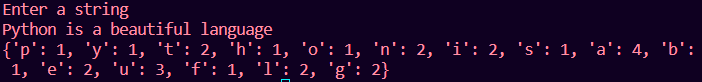 Enter a string
Python is a beautiful language
{'p': 1, 'y': 1, 't': 2, 'h': 1, 'o': 1, 'n': 2, 'i': 2, 's': 1, 'a': 4, 'b':
 1, 'e': 2, 'u': 3, 'f': 1, 'l': 2, 'g': 2}